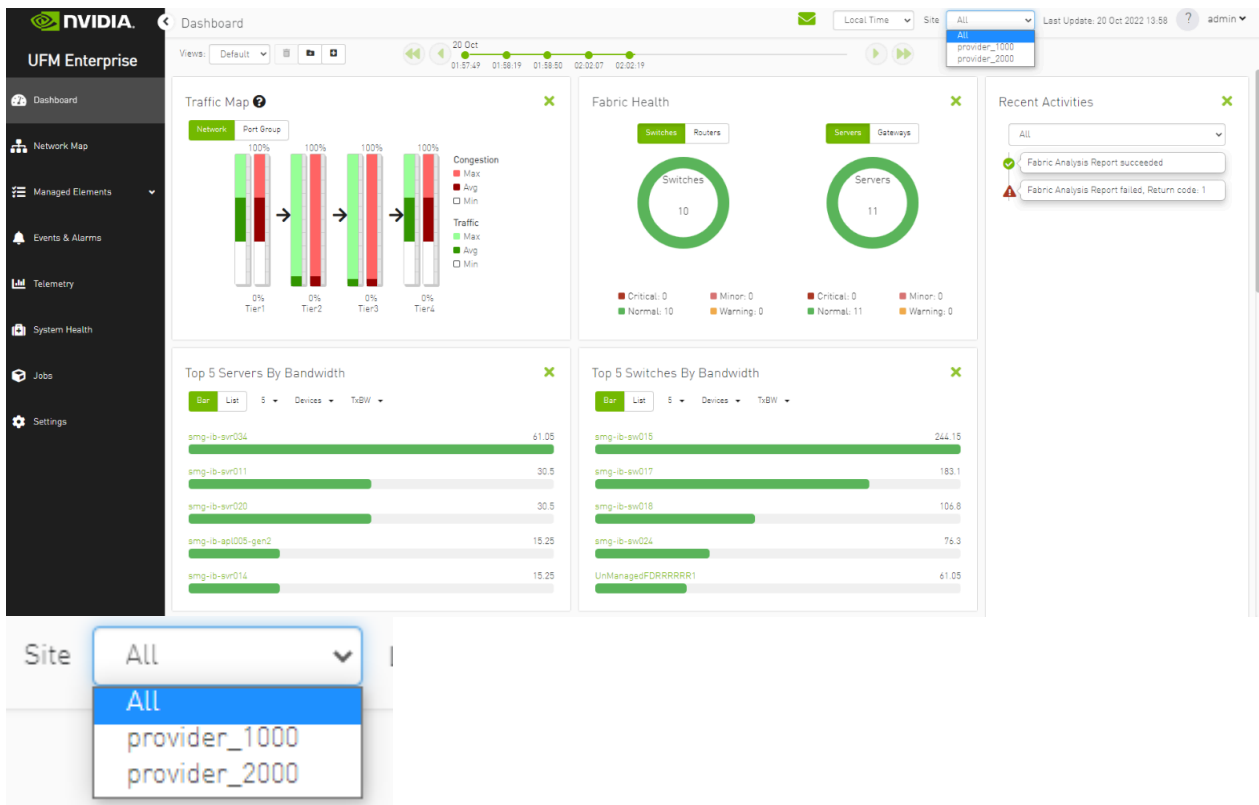 NVIDIA.
Dashboard
Local Time
Site
All
Last Update: 20 Oct 2022 13:58
?
admin
All
provider_1000
provider_2000
UFM Enterprise
Views:
Default
20 Oct
01:57:49 01:58:19 01:58:50 02:02:07 02:02:19
Dashboard
Network Map
Managed Elements
Events & Alarms
Telemetry
System Health
Jobs
Settings
Traffic Map ?
Network Port Group
100% 100% 100% 100%
Congestion
Max
Avg
Min
Traffic
Max
Avg
Min
0% 0% 0% 0%
Tier1 Tier2 Tier3 Tier4
Fabric Health
Switches Routers
Servers Gateways
Switches
10
Servers
11
Critical: 0 Minor: 0
Normal: 10 Warning: 0
Critical: 0 Minor: 0
Normal: 11 Warning: 0
Recent Activities
All
Fabric Analysis Report succeeded
Fabric Analysis Report failed, Return code: 1
Top 5 Servers By Bandwidth
Bar List 5 Devices TxBW
smg-ib-svr034 61.05
smg-ib-svr011 30.5
smg-ib-svr020 30.5
smg-ib-apl005-gen2 15.25
smg-ib-svr014 15.25
Top 5 Switches By Bandwidth
Bar List 5 Devices TxBW
smg-ib-sw015 244.15
smg-ib-sw017 183.1
smg-ib-sw018 106.8
smg-ib-sw024 76.3
UnManagedFDRRRRRR1 61.05
Site
All
All
provider_1000
provider_2000